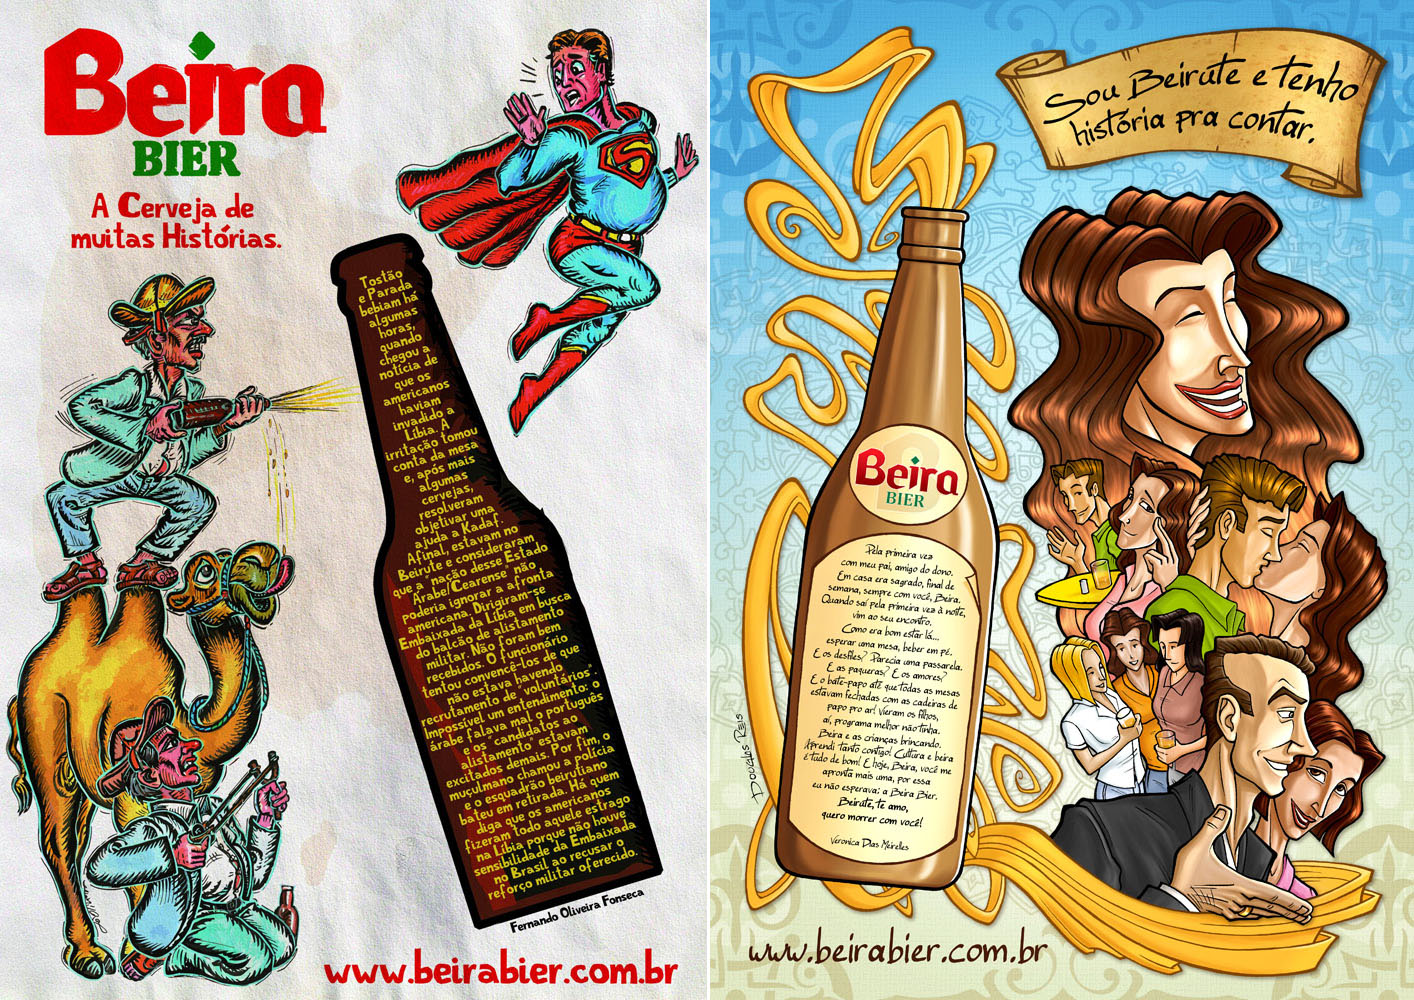 Beira
BIER
A Cerveja de
muitas Histórias.
Tostão
e Parada
bebiam há
algumas
horas,
quando
chegou a
notícia de
que os
americanos
haviam
invadido a
Líbia. A
irritação tomou
conta da mesa
e, após mais
algumas
cervejas,
resolveram
objetivar uma
ajuda a Kadaf.
Afinal, estavam no
Beirute e consideraram
que a "nação desse Estado
Árabe/Cearense" não
poderia ignorar a afronta
americana. Dirigiram-se
Embaixada da Líbia em busca
do balcão de alistamento
militar. Não foram bem
recebidos. O funcionário
tentou convencê-los de que
não estava havendo
recrutamento de "voluntários".
Impossível um entendimento: o
árabe falava mal o português
e os "candidatos ao
alistamento" estavam
excitados demais. Por fim, o
muçulmano chamou a polícia
e o esquadrão beirutiano
bateu em retirada. Há quem
diga que os americanos
fizeram todo aquele estrago
na Líbia porque não houve
sensibilidade da Embaixada
no Brasil ao recusar o
reforço militar oferecido.
Fernando Oliveira Fonseca
www.beirabier.com.br
S
Sou Beirute e tenho
história pra contar.
Beira
BIER
Pela primeira vez
com meu pai, amigo do dono.
Em casa era sagrado, final de
semana, sempre com você, Beira.
Quando saí pela primeira vez à noite,
vim ao seu encontro.
Como era bom estar lá...
esperar uma mesa, beber em pé.
E os desfiles? Parecia uma passarela.
E as paqueras? E os amores?
E o bate-papo até que todas as mesas
estavam fechadas com as cadeiras de
papo pro ar! Vieram os filhos,
aí, programa melhor não tinha.
Beira e as crianças brincando.
Aprendi tanto contigo! Cultura e beira
é tudo de bom! E hoje, Beira, você me
apronta mais uma, por essa
eu não esperava: a Beira Bier.
Beirute, te amo,
quero morrer com você!
Veronica Dias Meirelles
Douglas Reis
www.beirabier.com.br